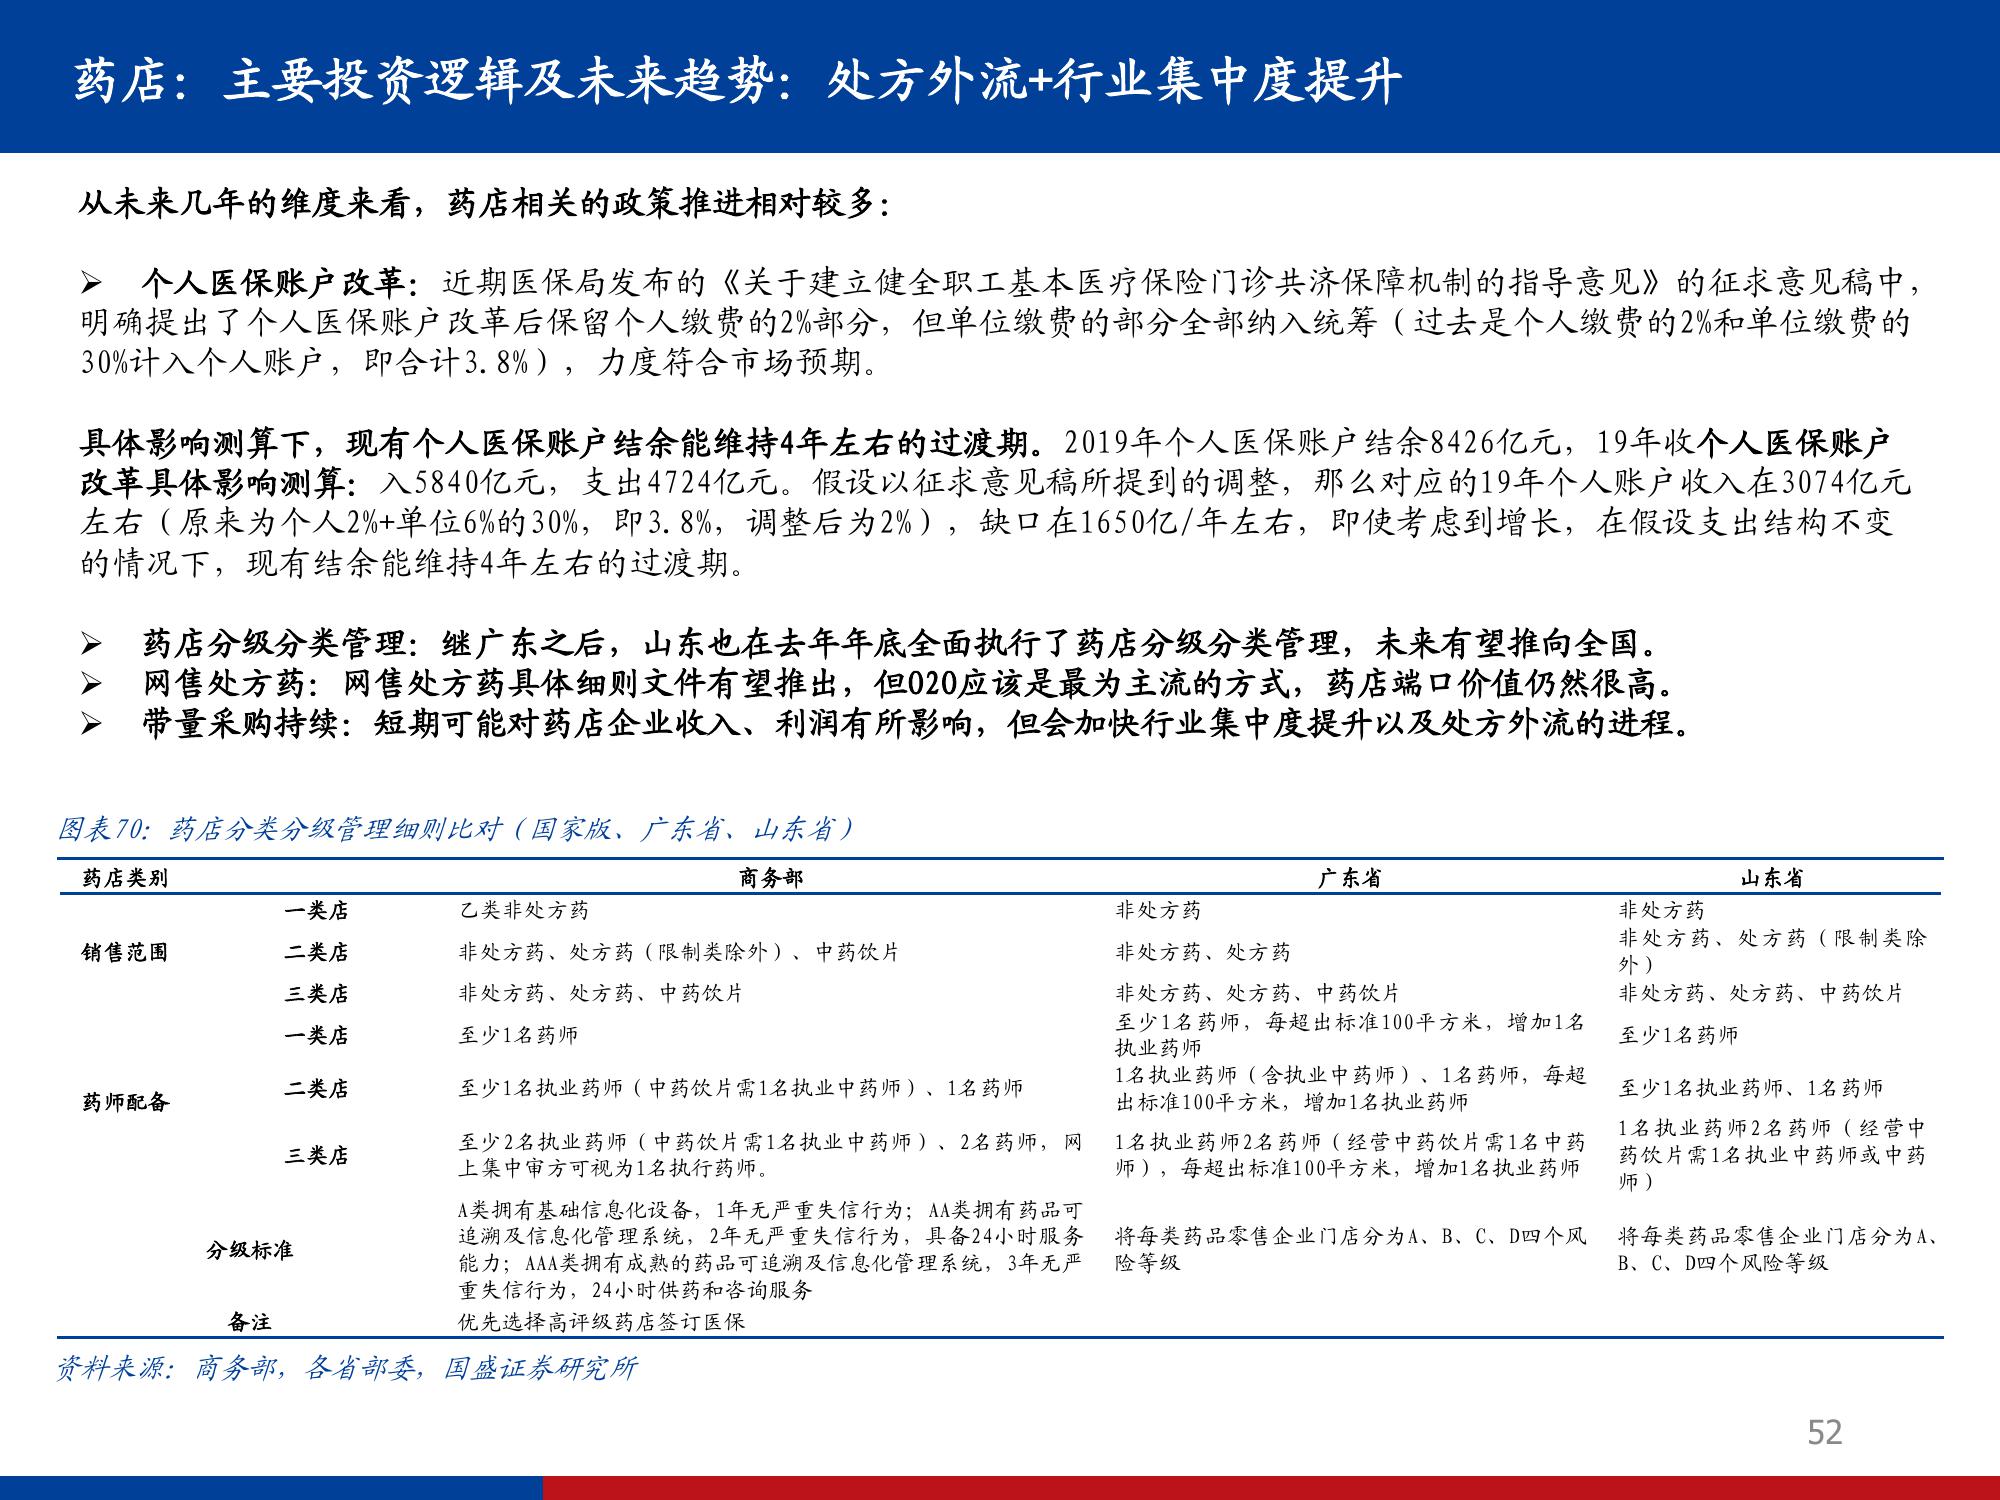 药店：主要投资逻辑及未来趋势：处方外流+行业集中度提升
从未来几年的维度来看，药店相关的政策推进相对较多：
➢ 个人医保账户改革：近期医保局发布的《关于建立健全职工基本医疗保险门诊共济保障机制的指导意见》的征求意见稿中，
明确提出了个人医保账户改革后保留个人缴费的2%部分，但单位缴费的部分全部纳入统筹（过去是个人缴费的2%和单位缴费的
30%计入个人账户，即合计3.8%），力度符合市场预期。
具体影响测算下，现有个人医保账户结余能维持4年左右的过渡期。2019年个人医保账户结余8426亿元，19年收个人医保账户
改革具体影响测算：入5840亿元，支出4724亿元。假设以征求意见稿所提到的调整，那么对应的19年个人账户收入在3074亿元
左右（原来为个人2%+单位6%的30%，即3.8%，调整后为2%），缺口在1650亿/年左右，即使考虑到增长，在假设支出结构不变
的情况下，现有结余能维持4年左右的过渡期。
➢ 药店分级分类管理：继广东之后，山东也在去年年底全面执行了药店分级分类管理，未来有望推向全国。
➢ 网售处方药：网售处方药具体细则文件有望推出，但O2O应该是最为主流的方式，药店端口价值仍然很高。
➢ 带量采购持续：短期可能对药店企业收入、利润有所影响，但会加快行业集中度提升以及处方外流的进程。
图表70：药店分类分级管理细则比对（国家版、广东省、山东省）
药店类别 商务部 广东省 山东省
销售范围
一类店 乙类非处方药 非处方药 非处方药
二类店 非处方药、处方药（限制类除外）、中药饮片 非处方药、处方药 非处方药、处方药（限制类除
外）
三类店 非处方药、处方药、中药饮片 非处方药、处方药、中药饮片 非处方药、处方药、中药饮片
药师配备
一类店 至少1名药师 至少1名药师，每超出标准100平方米，增加1名
执业药师 至少1名药师
二类店 至少1名执业药师（中药饮片需1名执业中药师）、1名药师 1名执业药师（含执业中药师）、1名药师，每超
出标准100平方米，增加1名执业药师 至少1名执业药师、1名药师
三类店 至少2名执业药师（中药饮片需1名执业中药师）、2名药师，网
上集中审方可视为1名执行药师。 1名执业药师2名药师（经营中药饮片需1名中药
师），每超出标准100平方米，增加1名执业药师 1名执业药师2名药师（经营中
药饮片需1名执业中药师或中药
师）
分级标准 A类拥有基础信息化设备，1年无严重失信行为；AA类拥有药品可
追溯及信息化管理系统，2年无严重失信行为，具备24小时服务
能力；AAA类拥有成熟的药品可追溯及信息化管理系统，3年无严
重失信行为，24小时供药和咨询服务 将每类药品零售企业门店分为A、B、C、D四个风
险等级 将每类药品零售企业门店分为A、
B、C、D四个风险等级
备注 优先选择高评级药店签订医保
资料来源：商务部，各省部委，国盛证券研究所
52